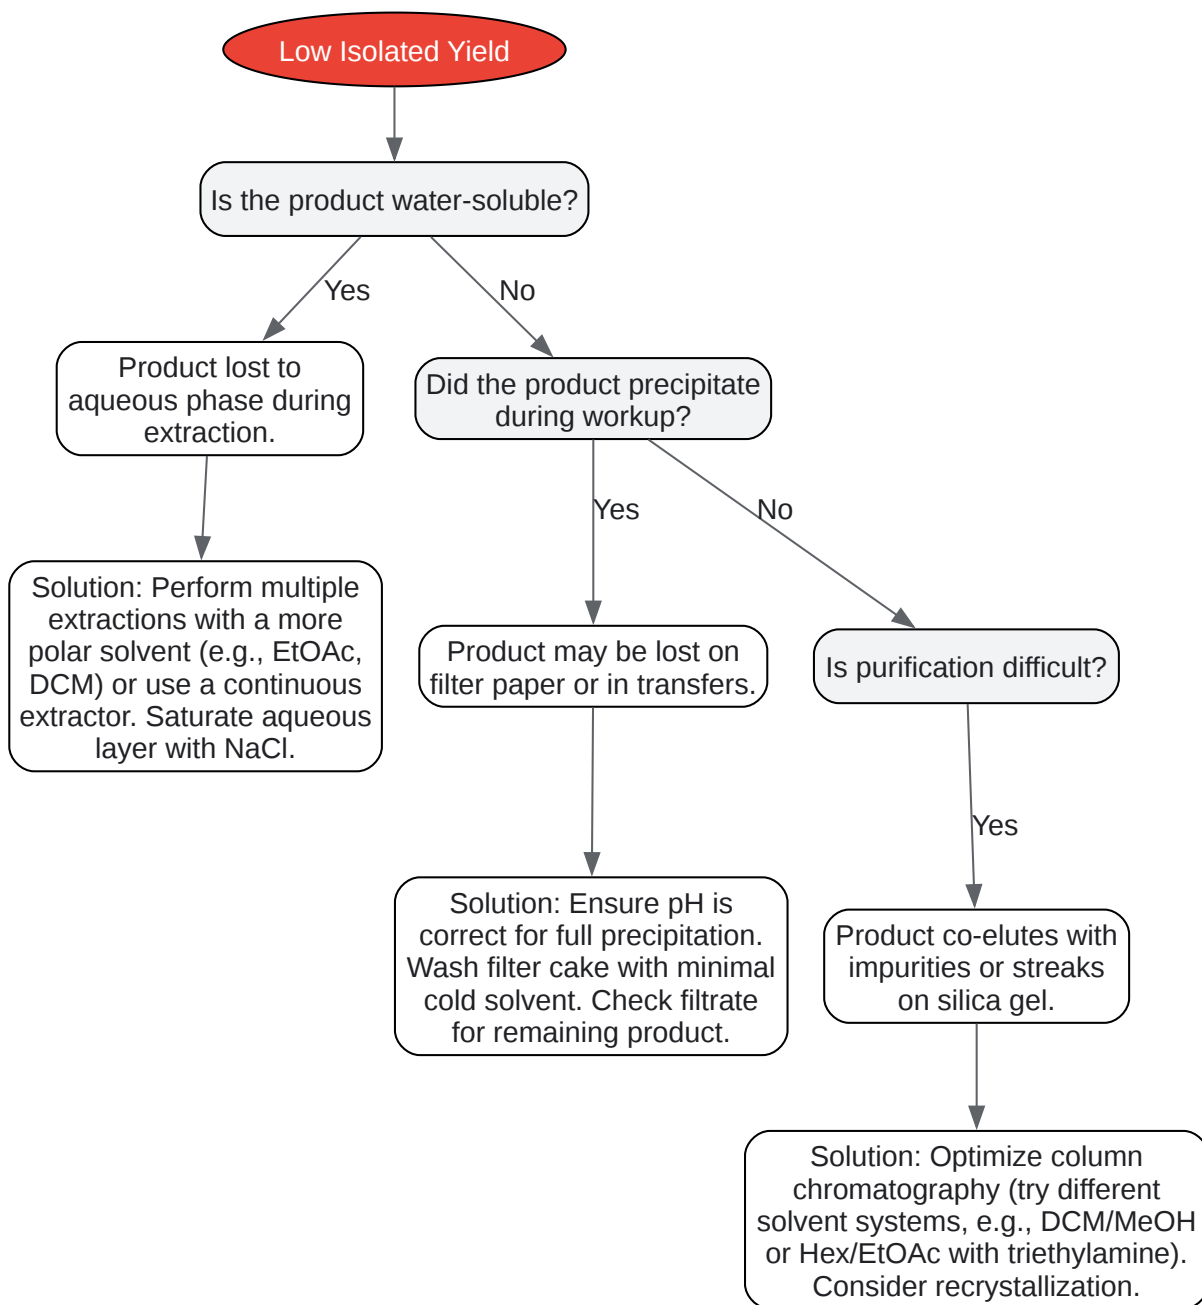 Low Isolated Yield
Is the product water-soluble?
Yes
No
Product lost to
aqueous phase during
extraction.
Did the product precipitate
during workup?
Solution: Perform multiple
extractions with a more
polar solvent (e.g., EtOAc,
DCM) or use a continuous
extractor. Saturate aqueous
layer with NaCl.
Yes
No
Product may be lost on
filter paper or in transfers.
Is purification difficult?
Solution: Ensure pH is
correct for full precipitation.
Wash filter cake with minimal
cold solvent. Check filtrate
for remaining product.
Yes
Product co-elutes with
impurities or streaks
on silica gel.
Solution: Optimize column
chromatography (try different
solvent systems, e.g., DCM/MeOH
or Hex/EtOAc with triethylamine).
Consider recrystallization.